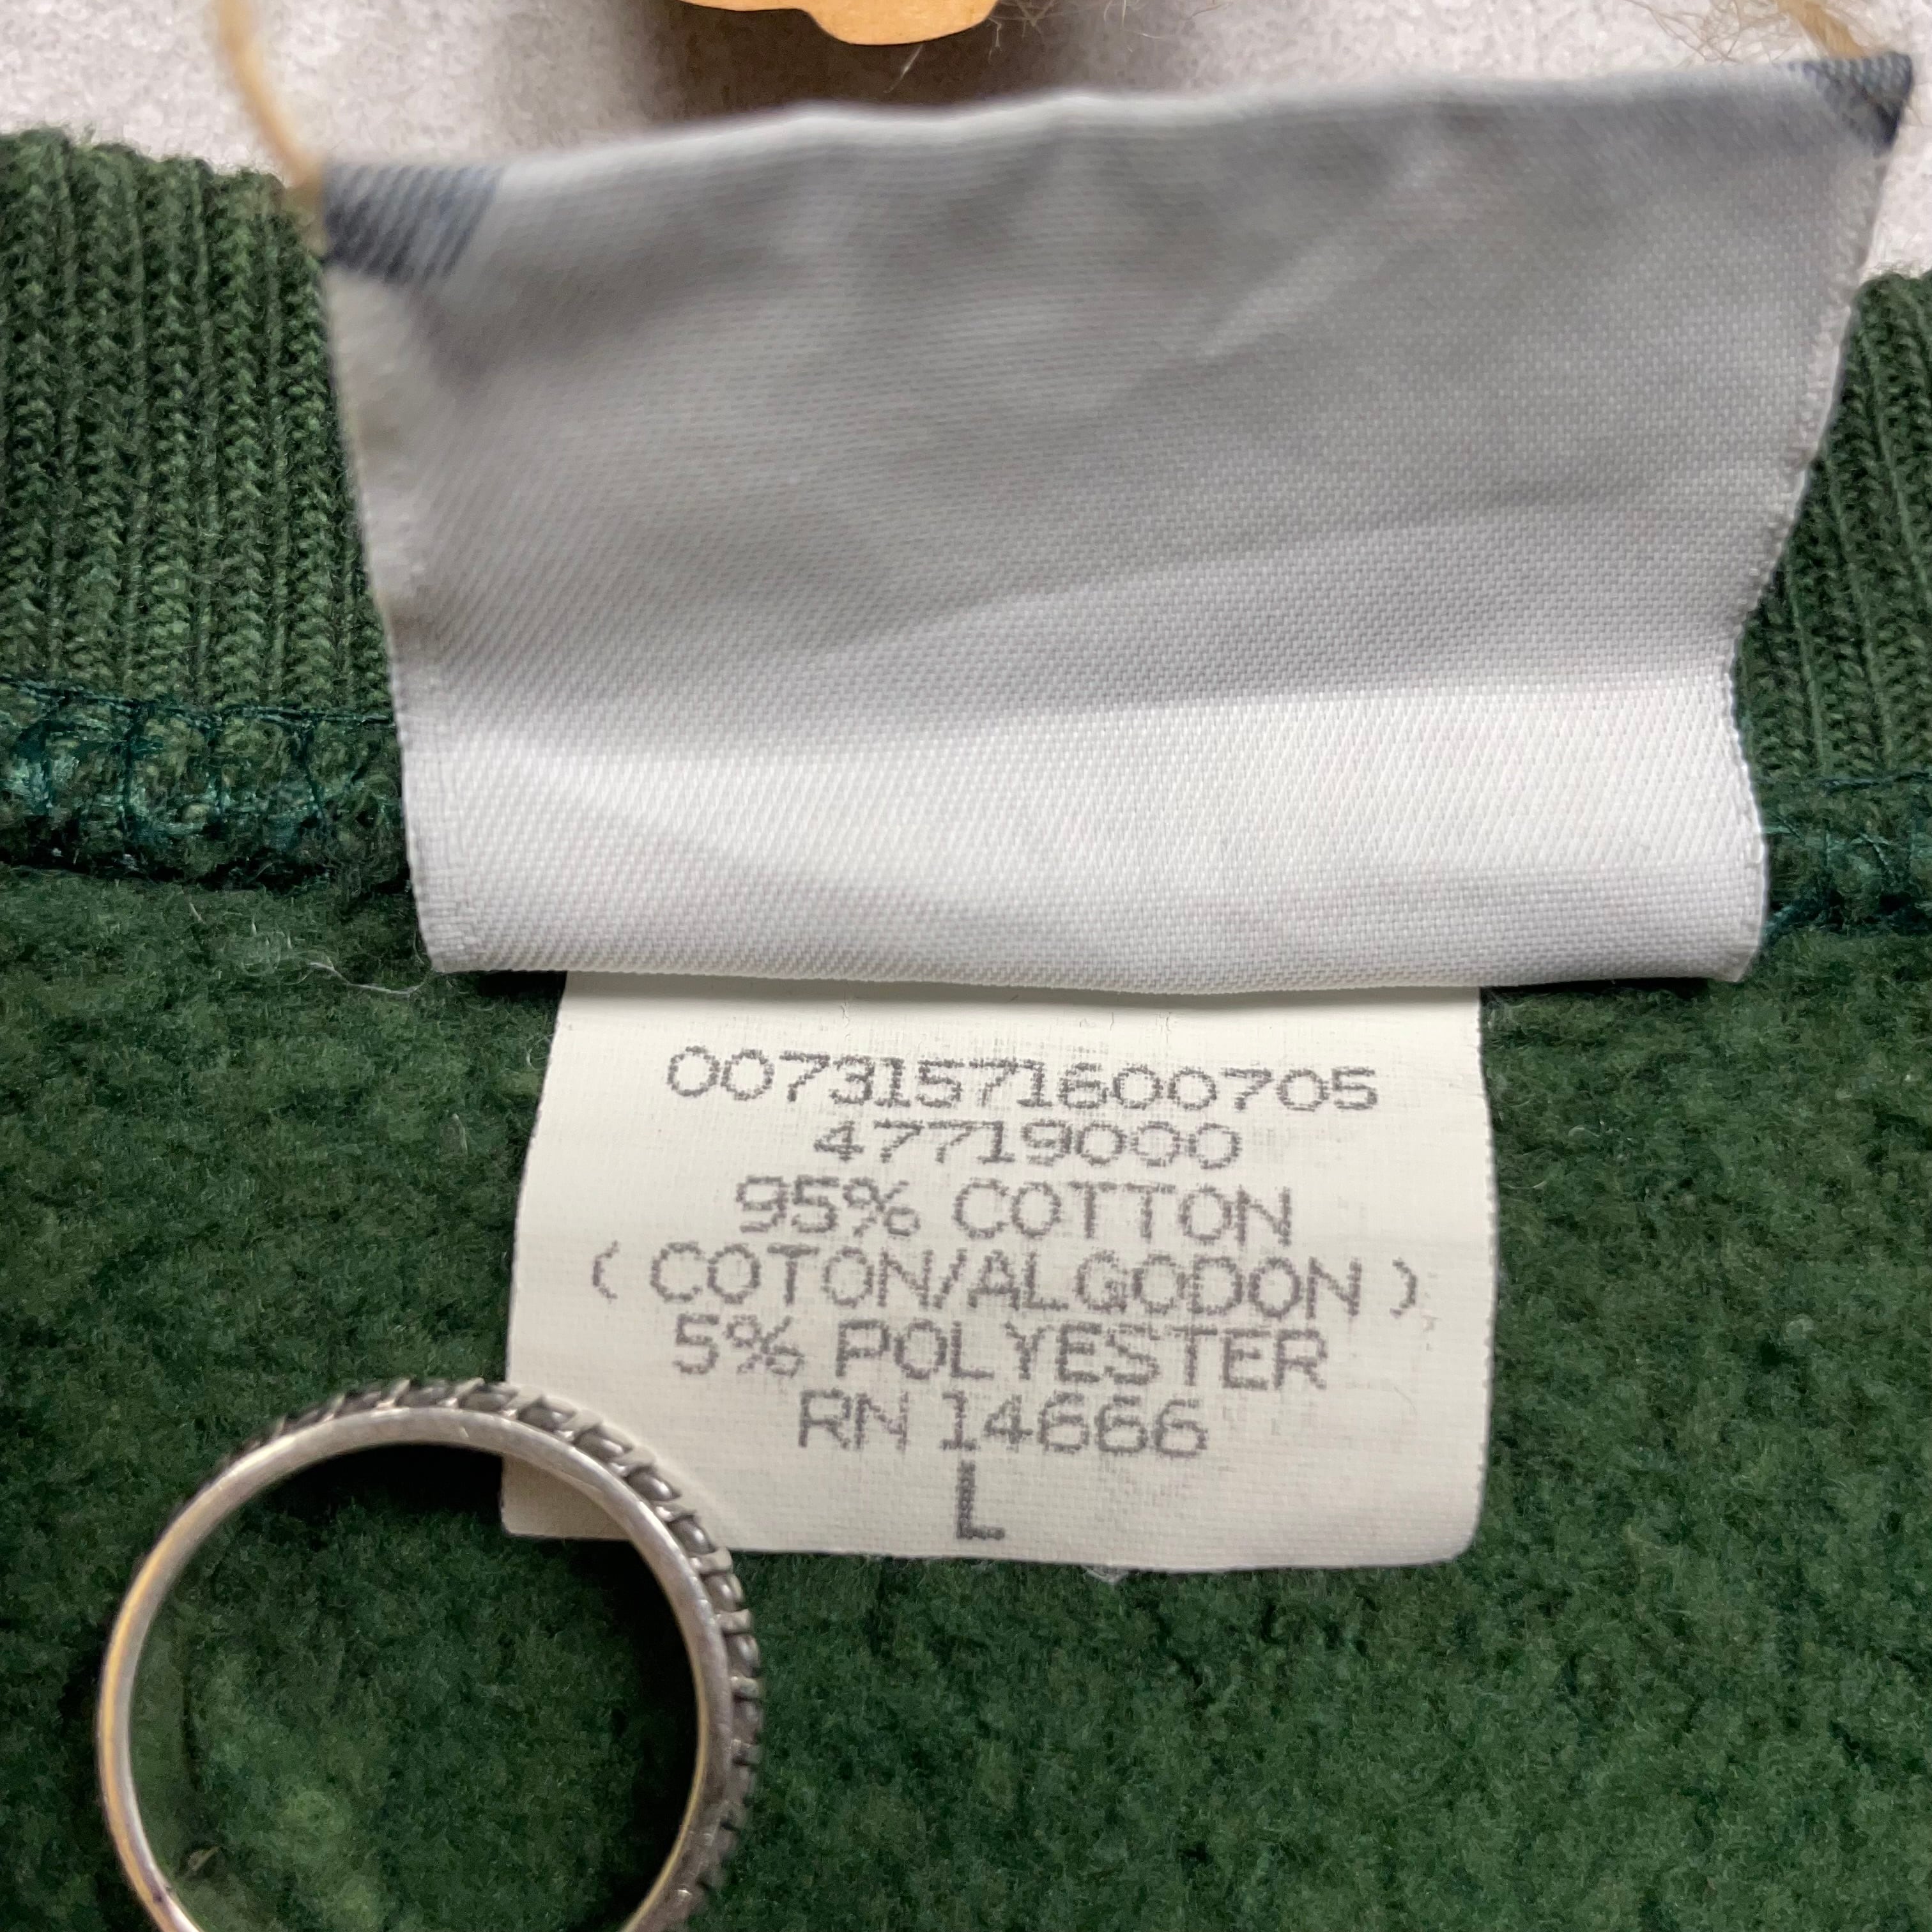 00731571600705
47719000
95% COTTON
( COTON/ALGODON )
5% POLYESTER
RN 14666
L